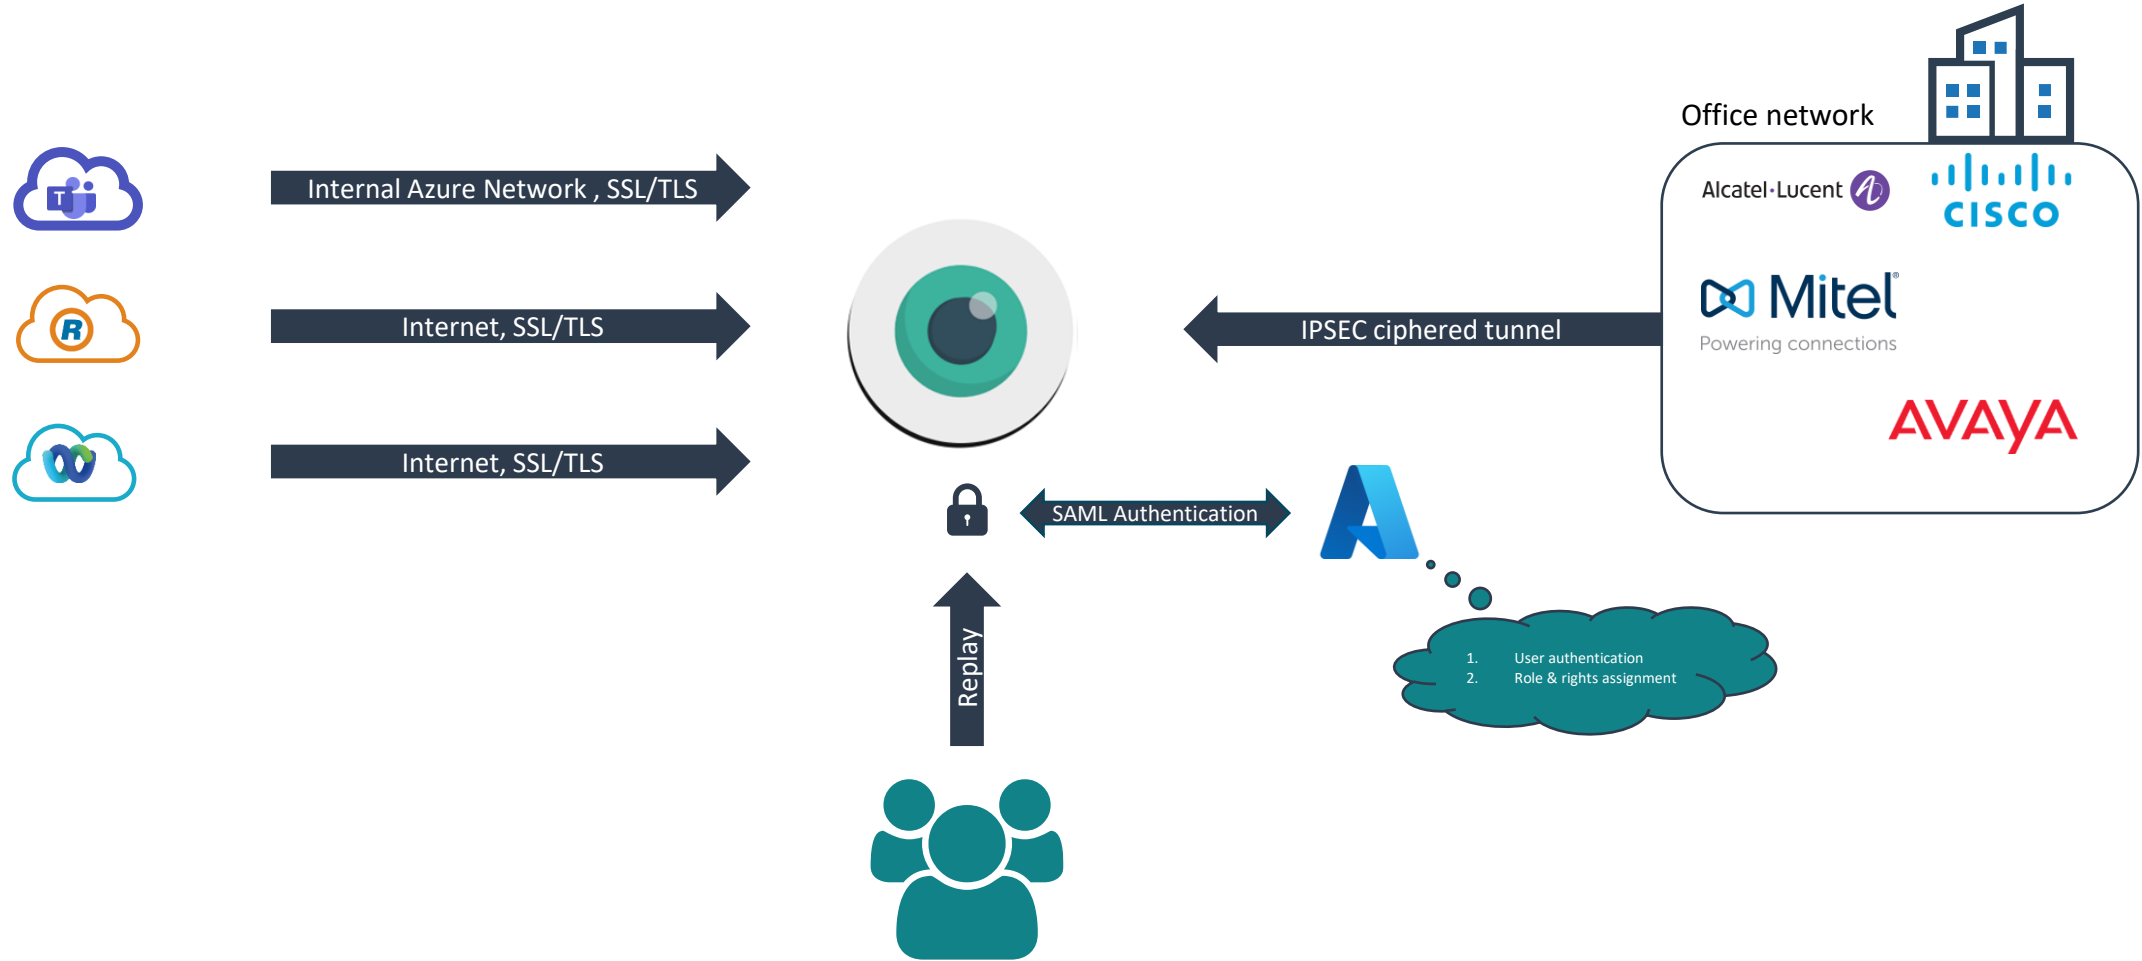 Office network
Internal Azure Network , SSL/TLS
T
Alcatel·Lucent
CISCO
Internet, SSL/TLS
R
Mitel®
Powering connections
IPSEC ciphered tunnel
AVAYA
Internet, SSL/TLS
SAML Authentication
Replay
1. User authentication
2. Role & rights assignment